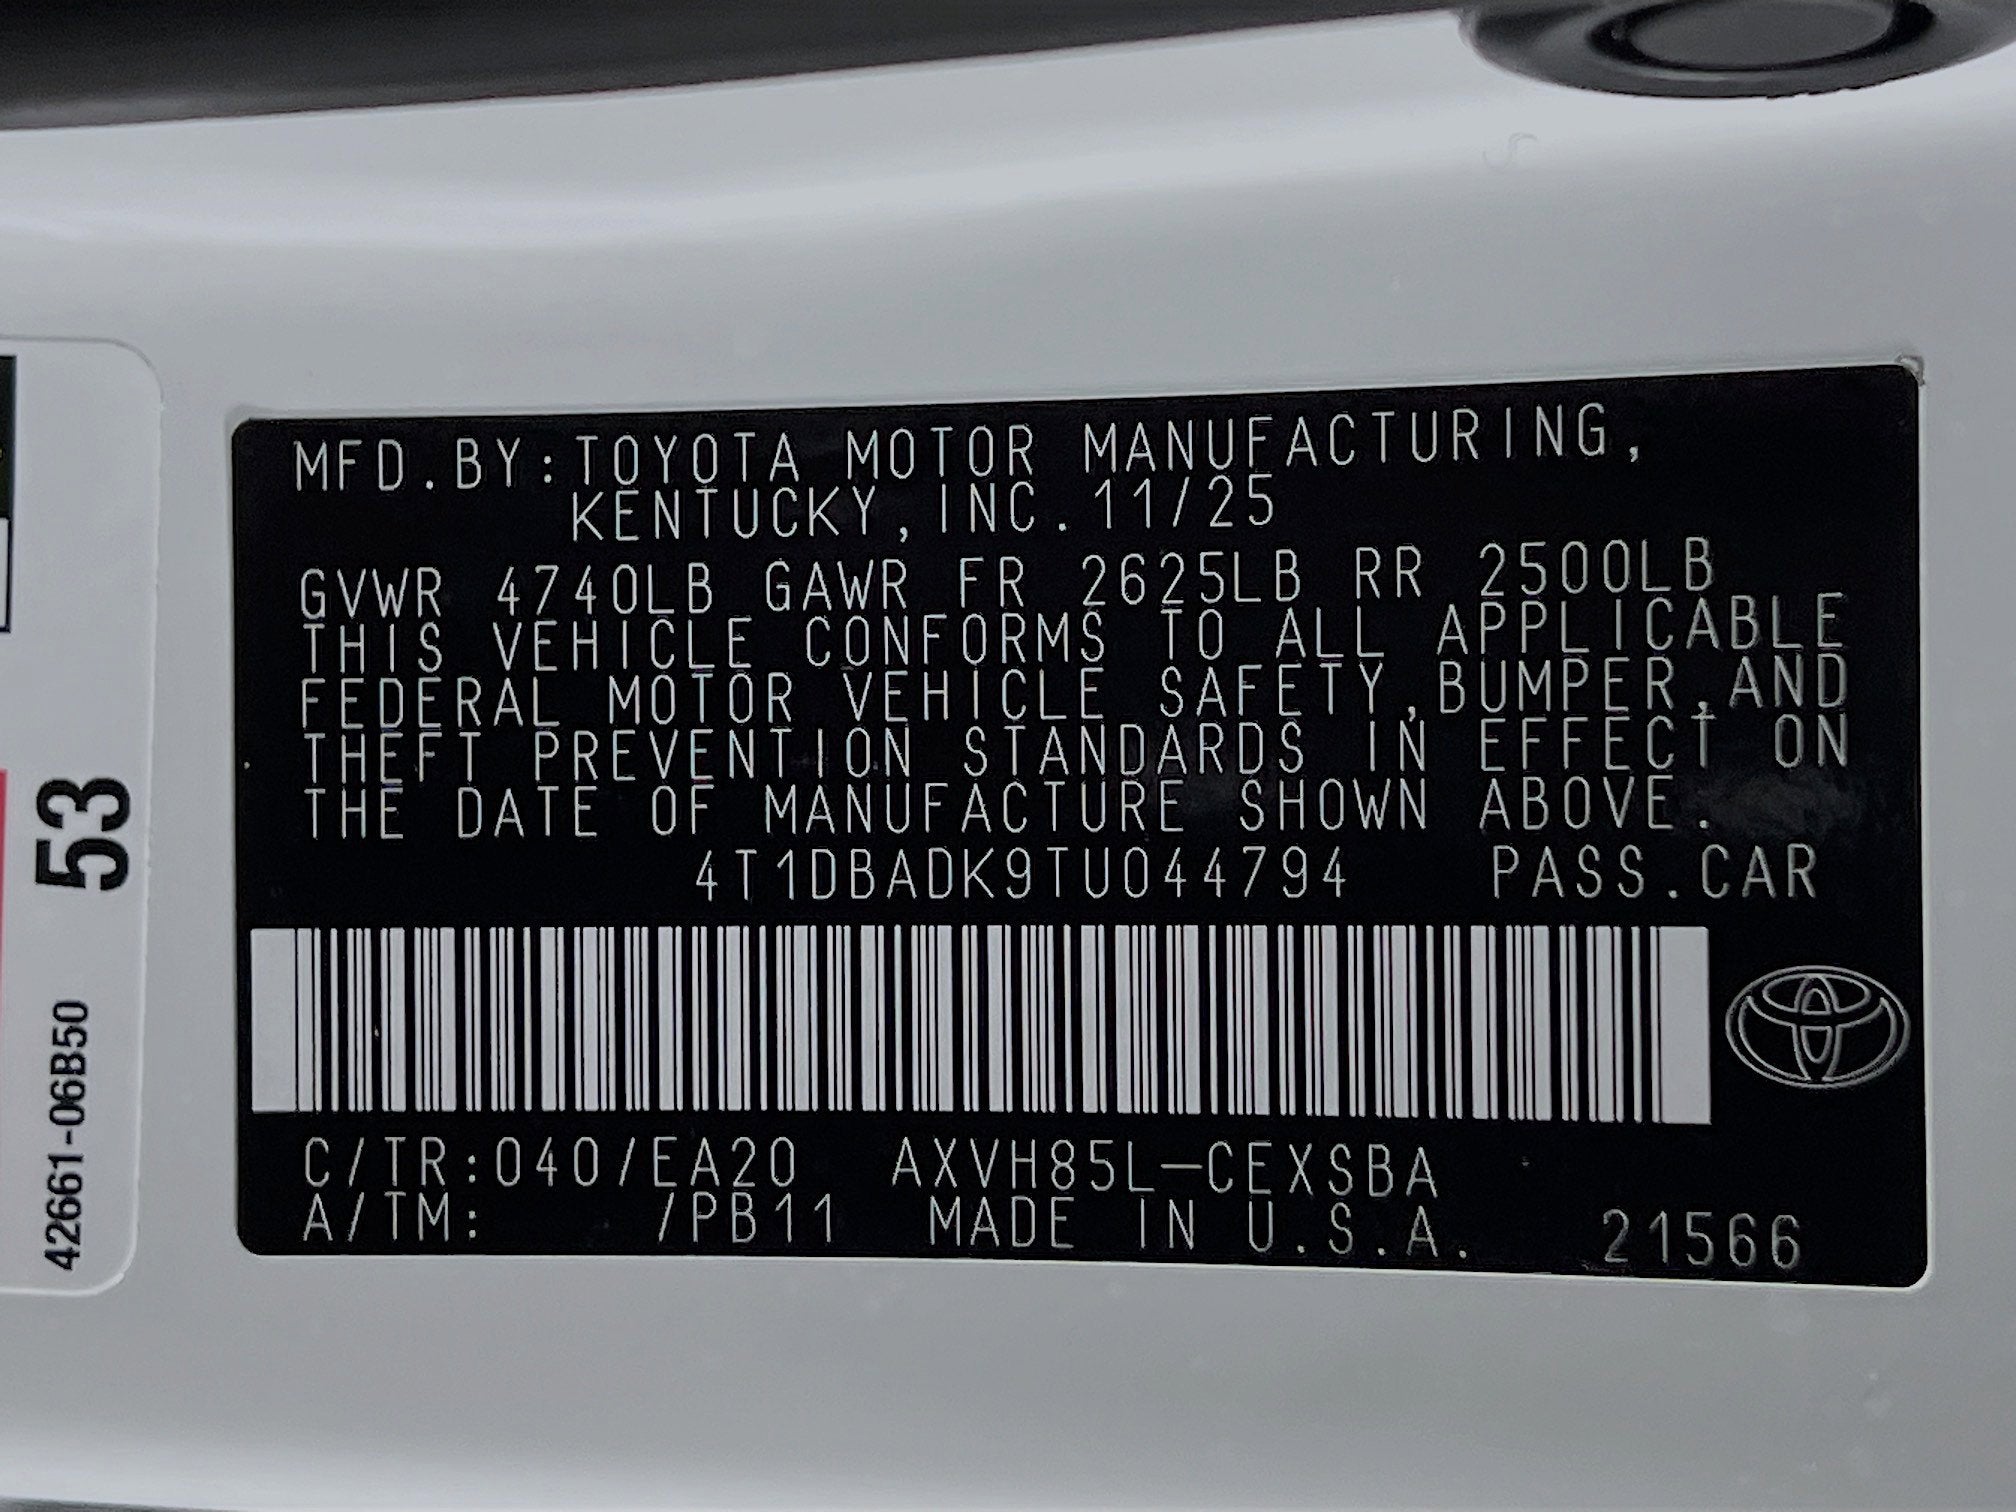 MFD.BY:TOYOTA MOTOR MANUFACTURING,
KENTUCKY,INC.11/25
GVWR 4740LB GAWR FR 2625LB RR 2500LB
THIS VEHICLE CONFORMS TO ALL APPLICABLE
FEDERAL MOTOR VEHICLE SAFETY,BUMPER,AND
THEFT PREVENTION STANDARDS IN EFFECT ON
THE DATE OF MANUFACTURE SHOWN ABOVE.
4T1DBADK9TU044794 PASS.CAR
C/TR:040/EA20 AXVH85L-CEXSBA
A/TM: /PB11 MADE IN U.S.A. 21566
53
42661-06B50